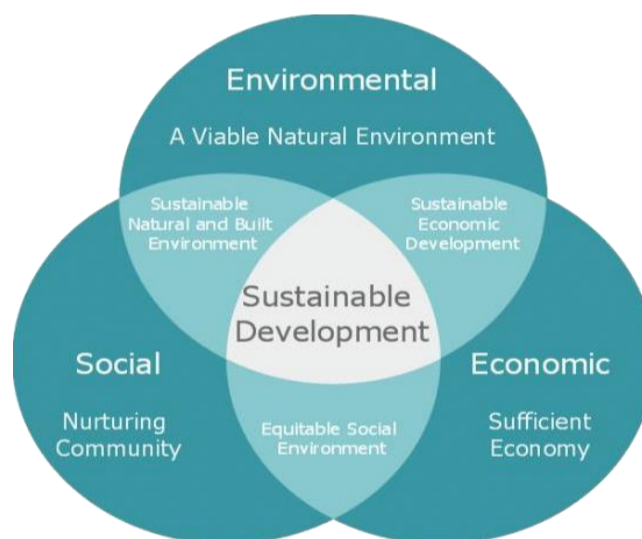 Environmental
A Viable Natural Environment
Sustainable
Natural and Built
Environment
Sustainable
Economic
Development
Sustainable
Development
Social
Nurturing
Community
Equitable Social
Environment
Economic
Sufficient
Economy